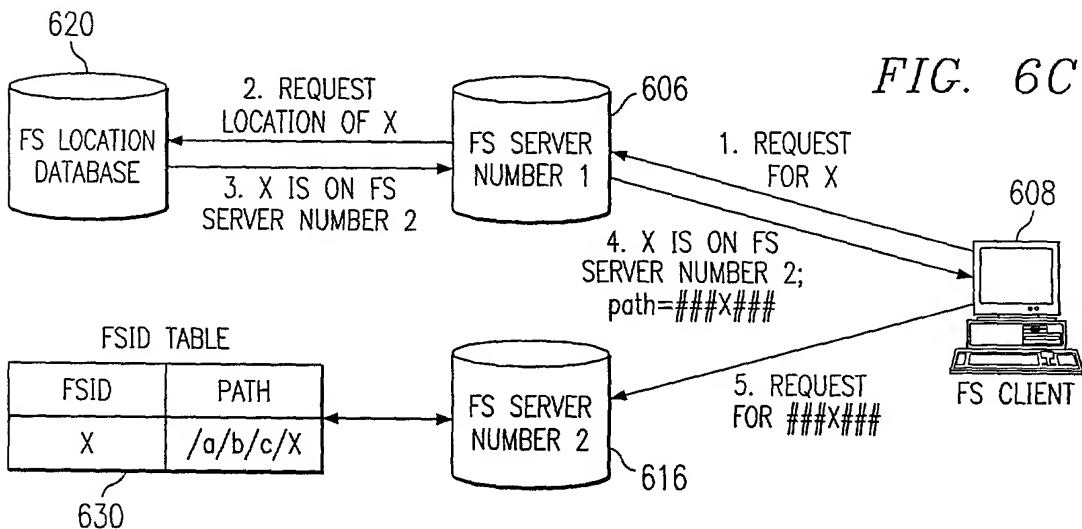 620
FIG. 6C
606
2. REQUEST
LOCATION OF X
FS LOCATION
DATABASE
FS SERVER
NUMBER 1
1. REQUEST
FOR X
3. X IS ON FS
SERVER NUMBER 2
608
4. X IS ON FS
SERVER NUMBER 2;
path=###X###
FS CLIENT
FSID TABLE
FSID
PATH
X
/a/b/c/X
630
FS SERVER
NUMBER 2
616
5. REQUEST
FOR ###X###